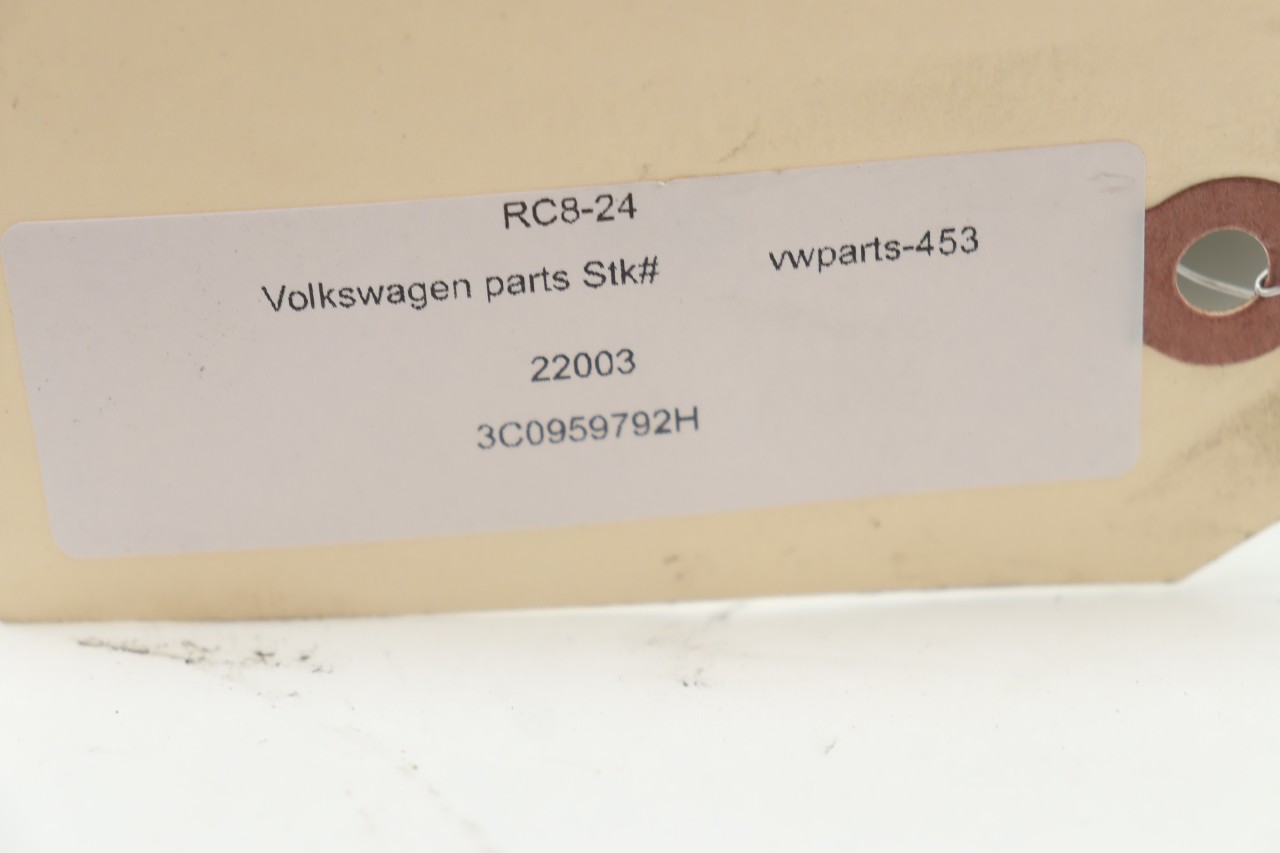 RC8-24
Volkswagen parts Stk# vwparts-453
22003
3C0959792H